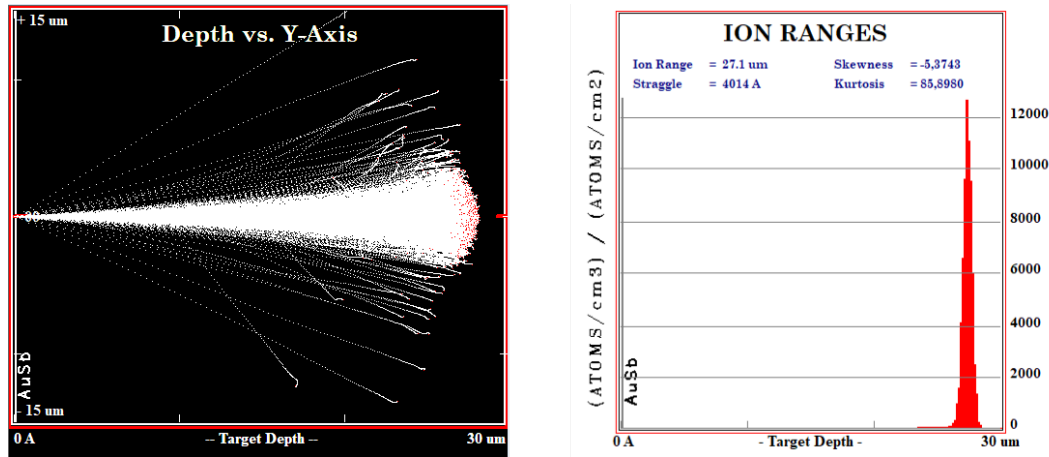 + 15 um
Depth vs. Y-Axis
AuSb
- 15 um
0 A
-- Target Depth --
30 um
ION RANGES
Ion Range = 27.1 um
Skewness = -5,3743
Straggle = 4014 A
Kurtosis = 85,8980
(ATOMS/cm3) / (ATOMS/cm2)
12000
10000
8000
6000
4000
2000
0
AuSb
0 A
- Target Depth -
30 um